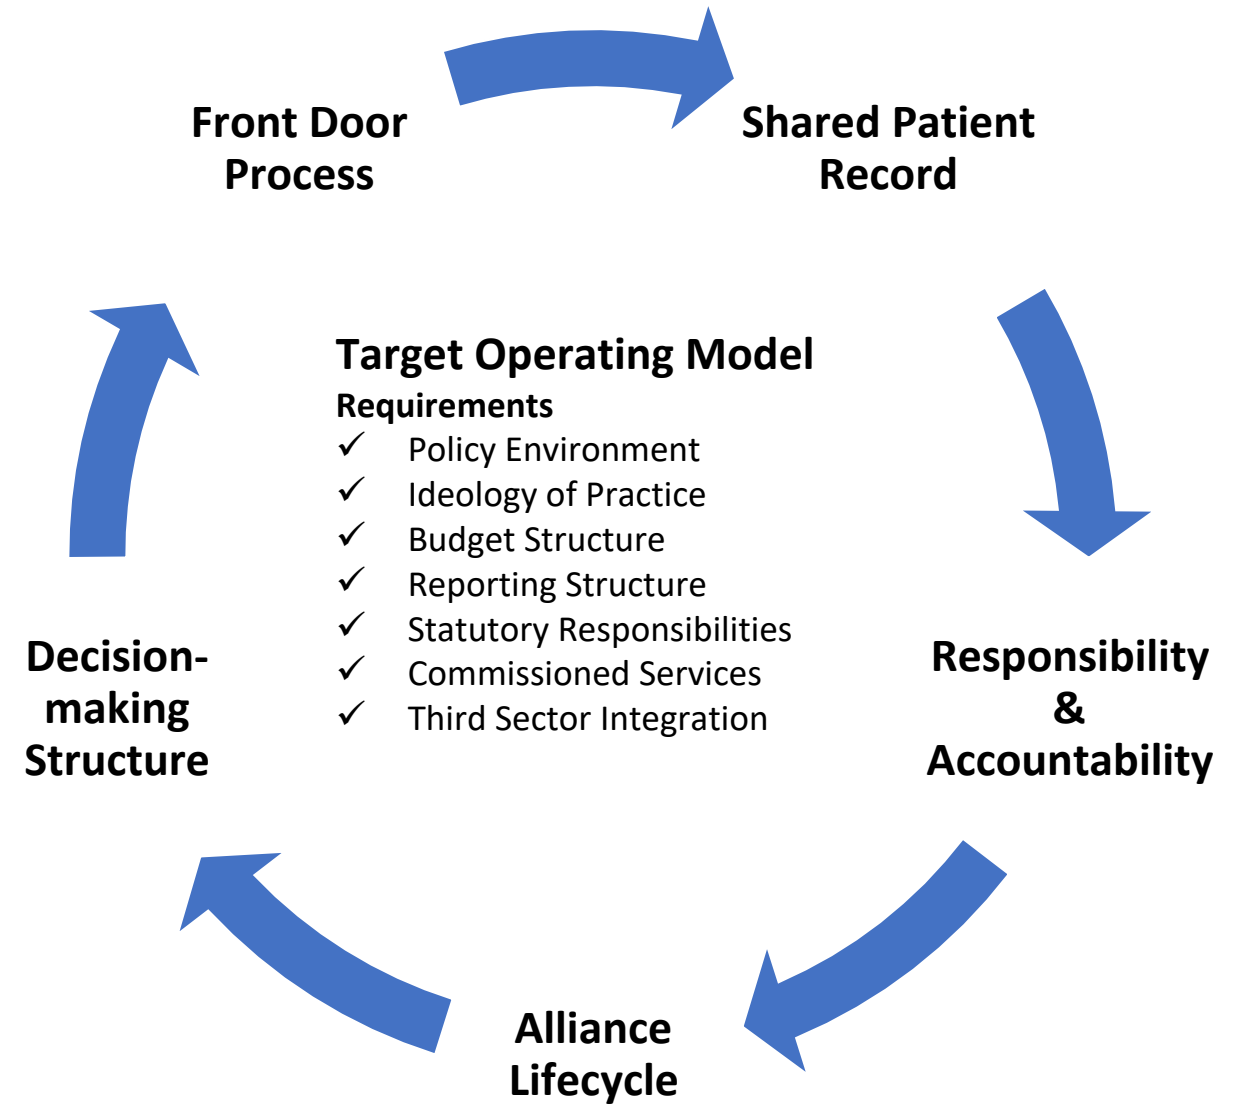 Front Door
Process
Shared Patient
Record
Target Operating Model
Requirements
✓ Policy Environment
✓ Ideology of Practice
✓ Budget Structure
✓ Reporting Structure
✓ Statutory Responsibilities
✓ Commissioned Services
✓ Third Sector Integration
Decision-
making
Structure
Responsibility
&
Accountability
Alliance
Lifecycle